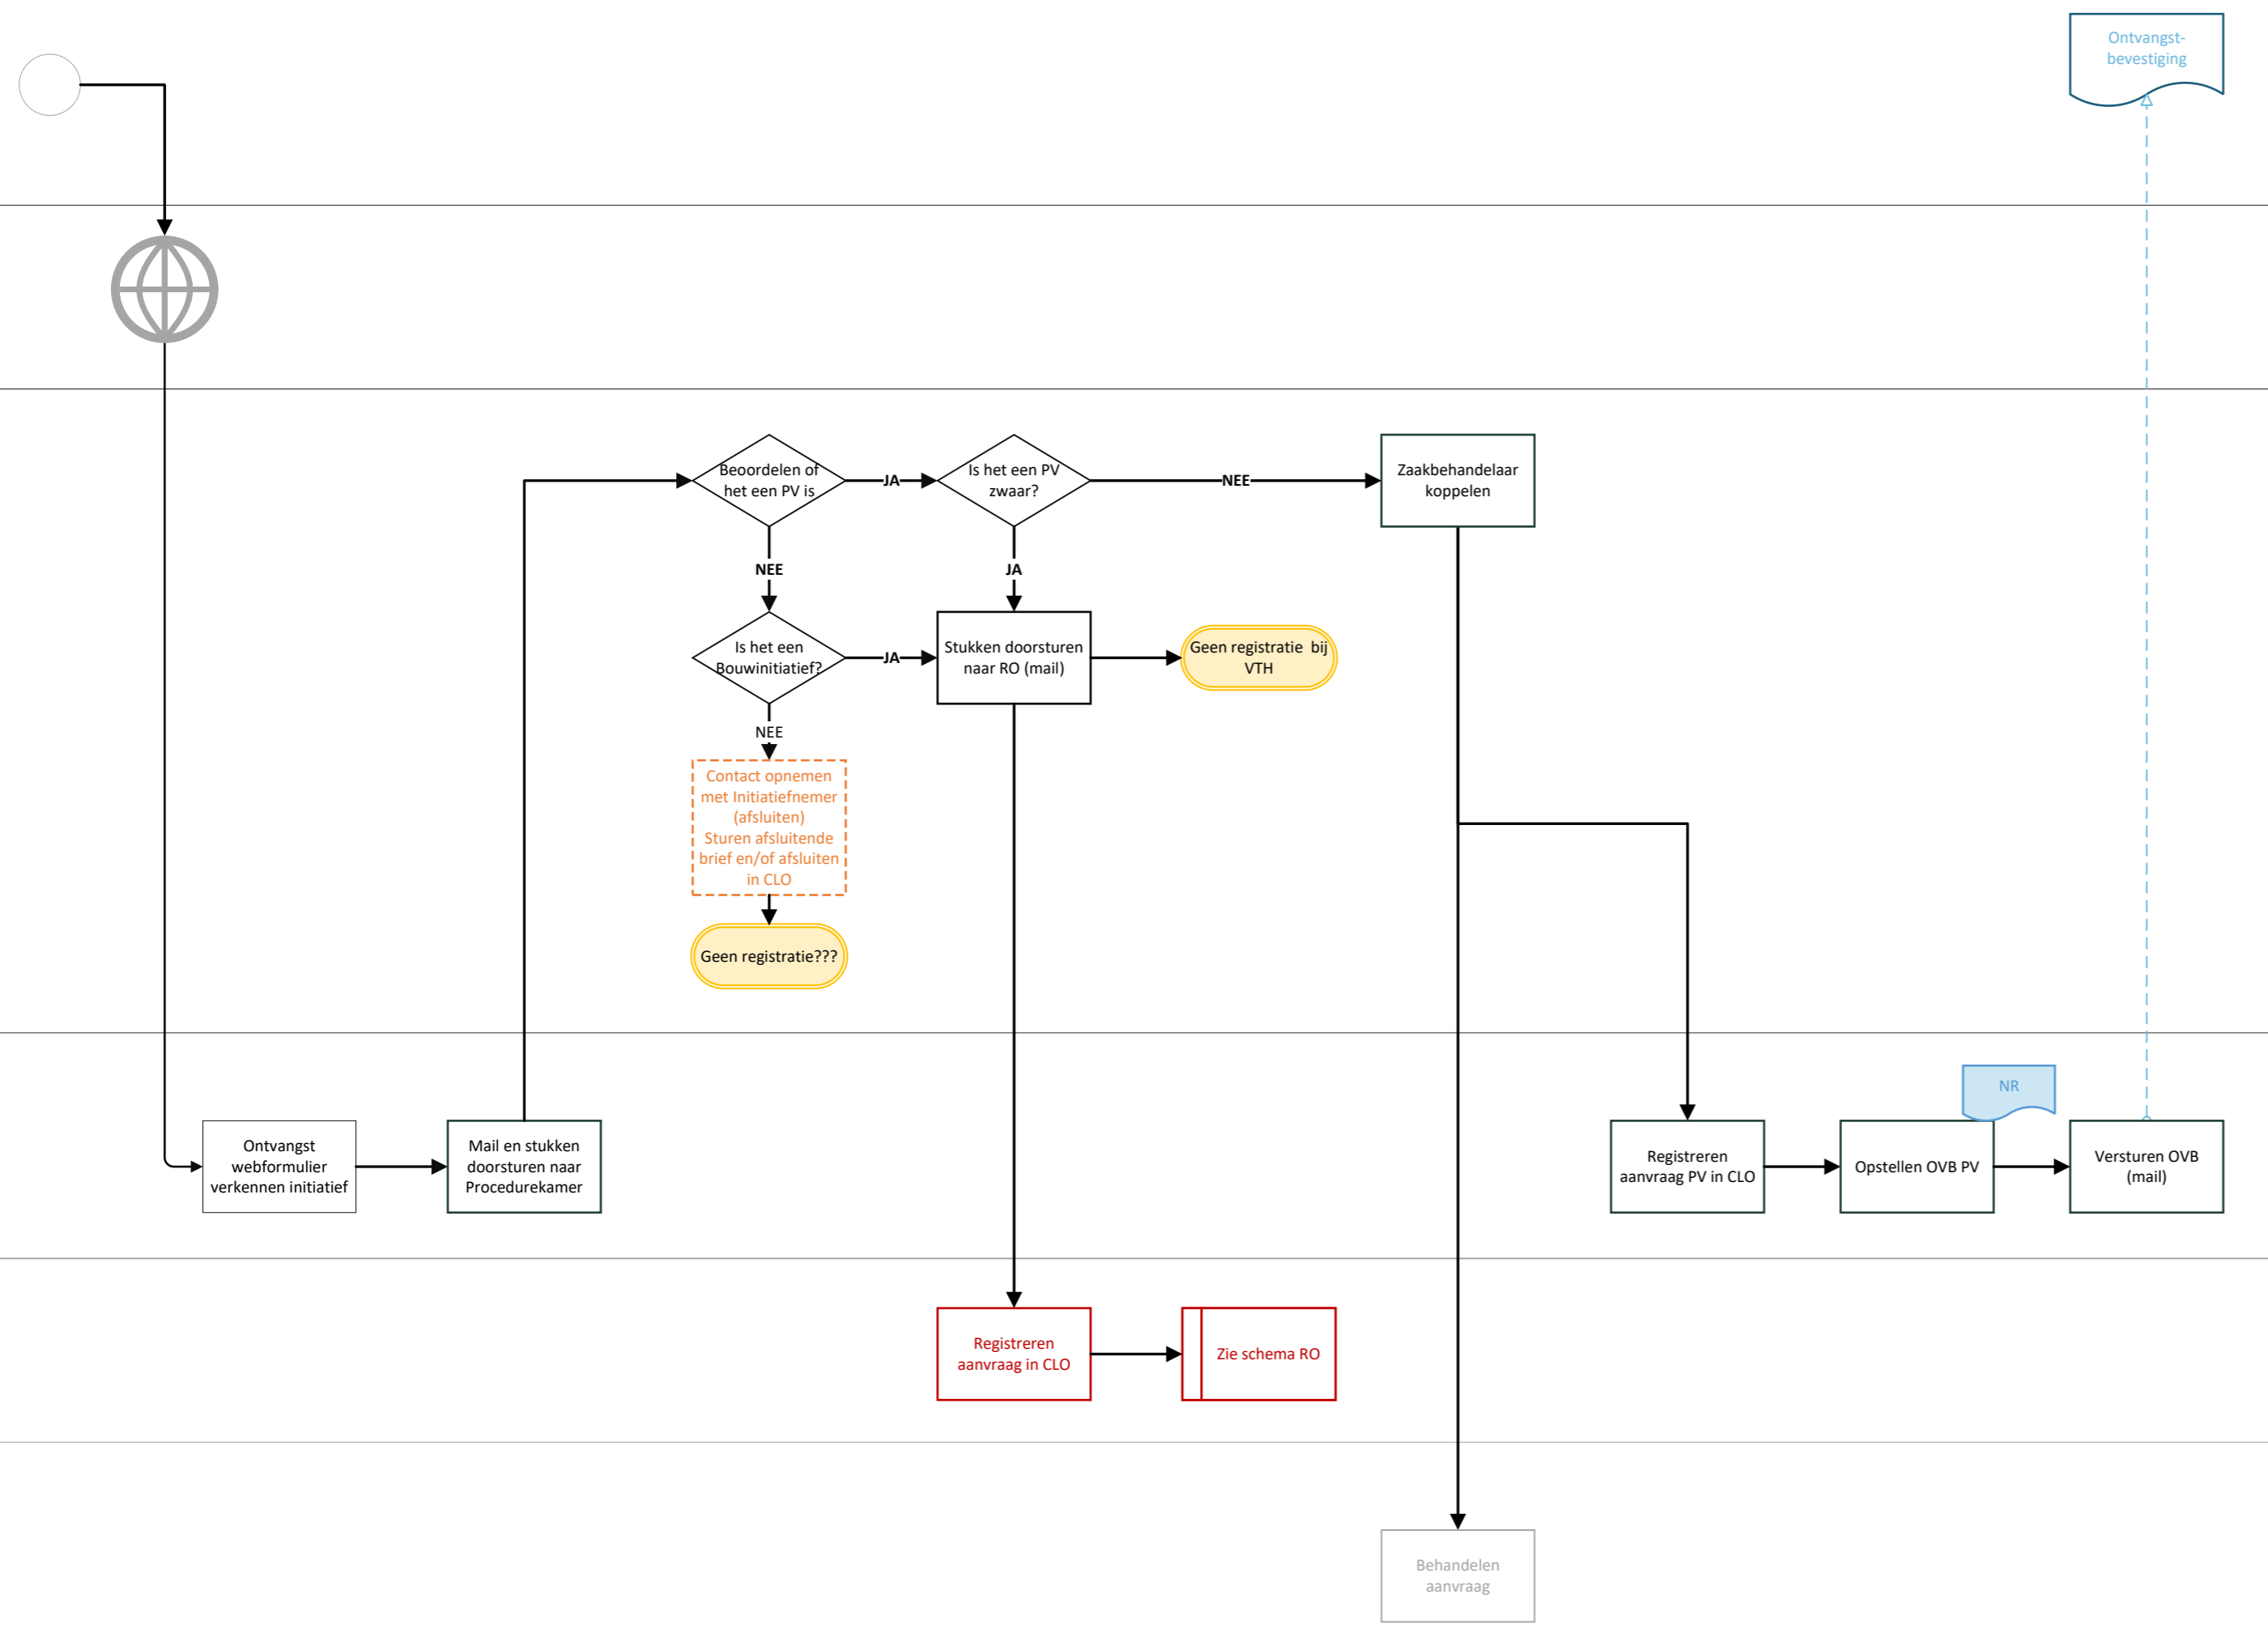 Ontvangst-
bevestiging
Beoordelen of
het een PV is
JA
Is het een PV
zwaar?
NEE
Zaakbehandelaar
koppelen
NEE
JA
Is het een
Bouwinitiatief?
JA
Stukken doorsturen
naar RO (mail)
Geen registratie  bij
VTH
NEE
Contact opnemen
met Initiatiefnemer
(afsluiten)
Sturen afsluitende
brief en/of afsluiten
in CLO
Geen registratie???
NR
Ontvangst
webformulier
verkennen initiatief
Mail en stukken
doorsturen naar
Procedurekamer
Registreren
aanvraag PV in CLO
Opstellen OVB PV
Versturen OVB
(mail)
Registreren
aanvraag in CLO
Zie schema RO
Behandelen
aanvraag